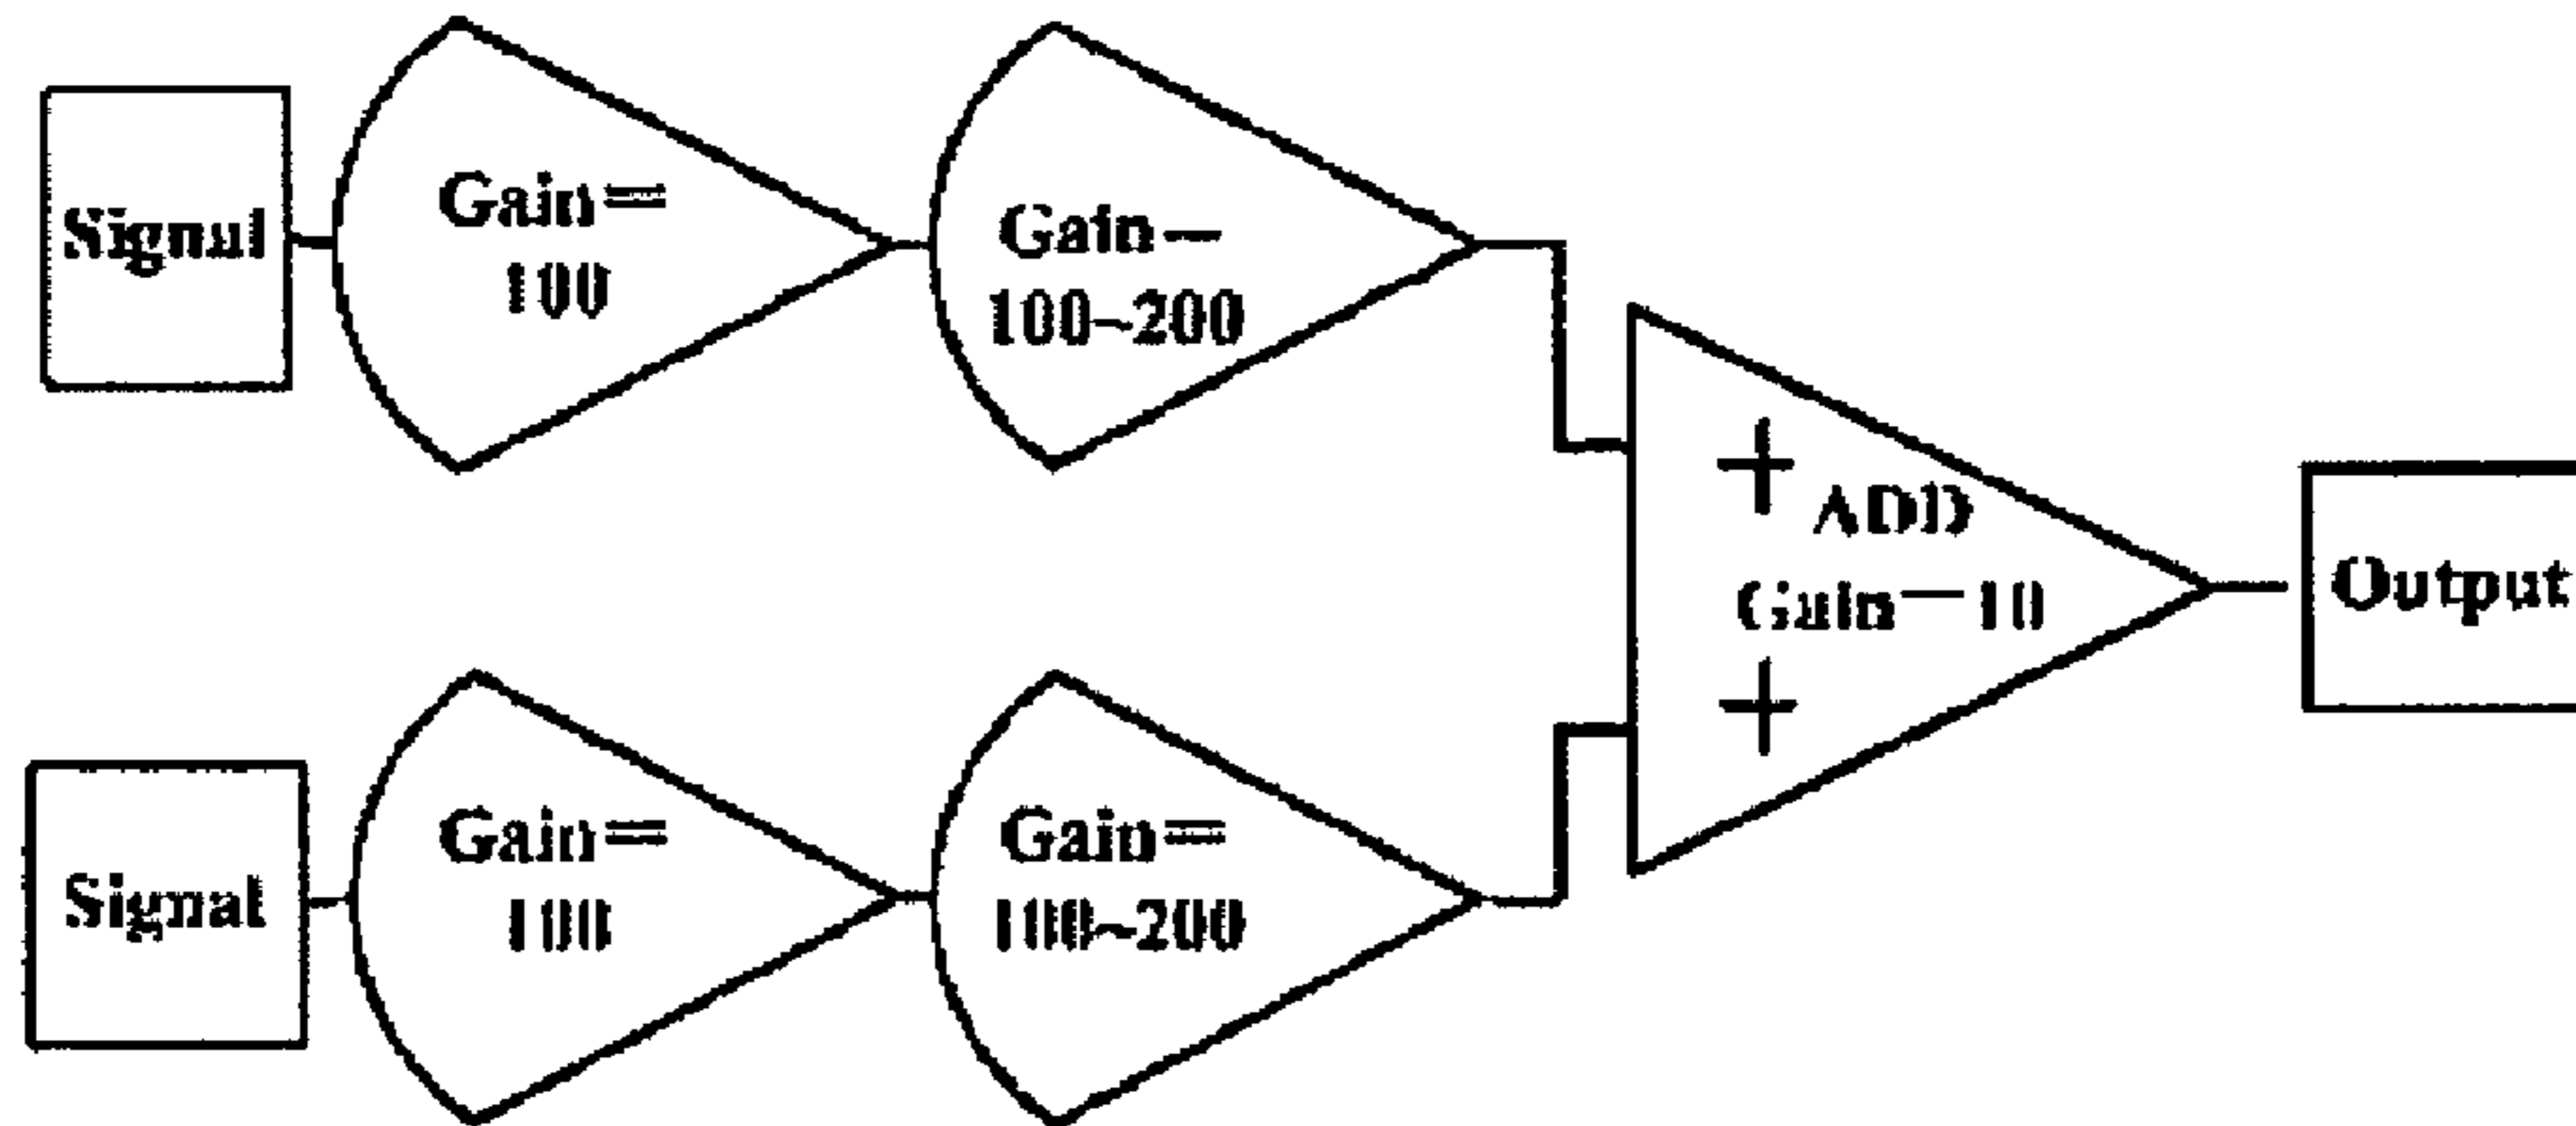 Signal
Gain=
100
Gain=
100~200
+
ADD
Gain=10
+
Output
Signal
Gain=
100
Gain=
100~200